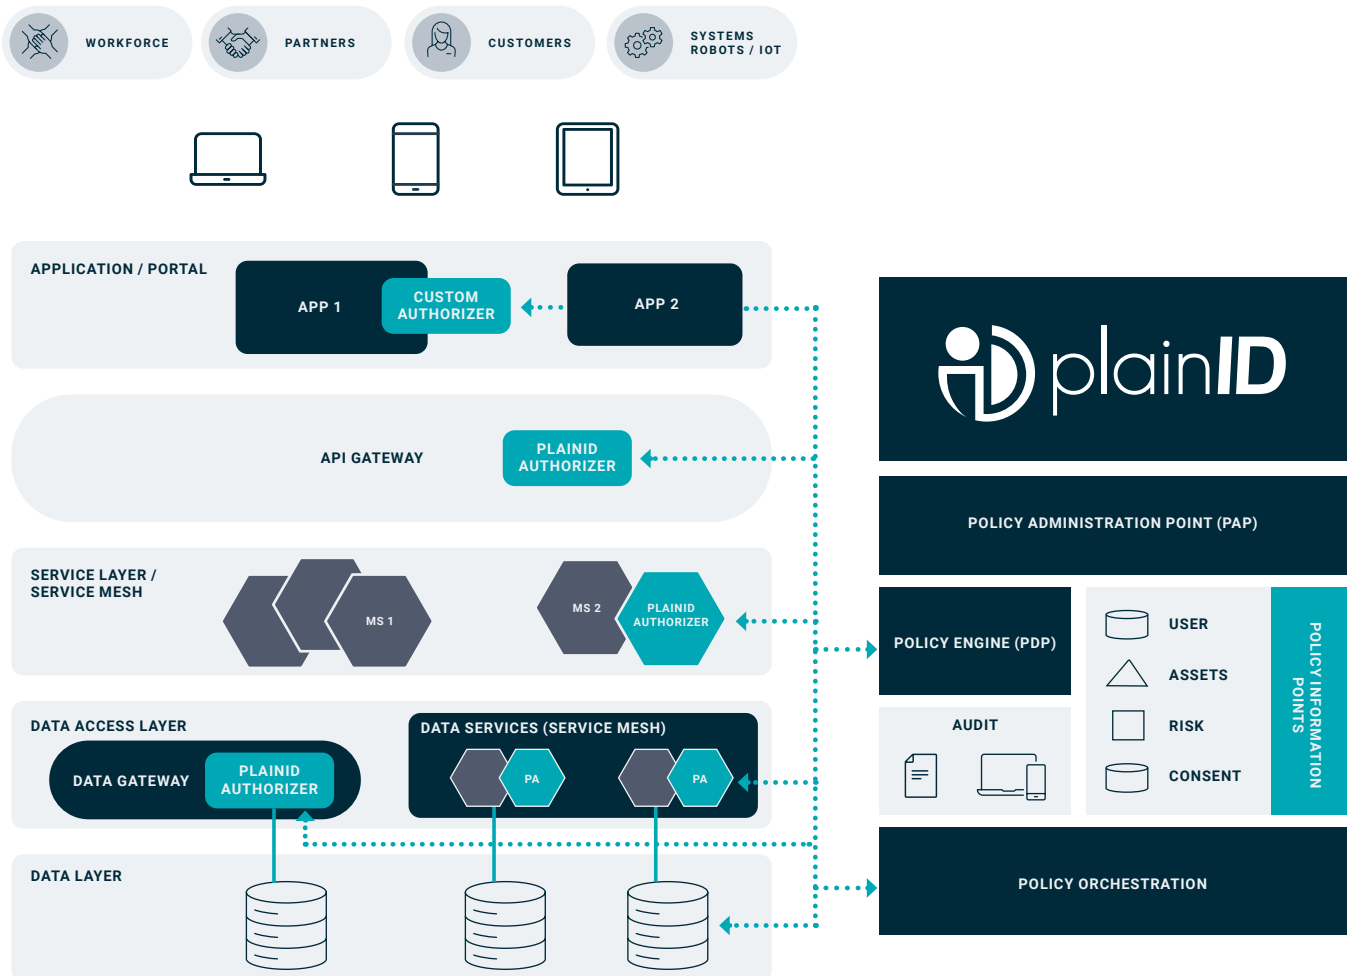 WORKFORCE
PARTNERS
CUSTOMERS
SYSTEMS
ROBOTS / IOT
APPLICATION / PORTAL
APP 1
CUSTOM
AUTHORIZER
APP 2
API GATEWAY
PLAINID
AUTHORIZER
SERVICE LAYER /
SERVICE MESH
MS 1
MS 2
PLAINID
AUTHORIZER
DATA ACCESS LAYER
DATA GATEWAY
PLAINID
AUTHORIZER
DATA SERVICES (SERVICE MESH)
PA
PA
DATA LAYER
plainID
POLICY ADMINISTRATION POINT (PAP)
POLICY ENGINE (PDP)
AUDIT
USER
ASSETS
RISK
CONSENT
POLICY INFORMATION
POINTS
POLICY ORCHESTRATION